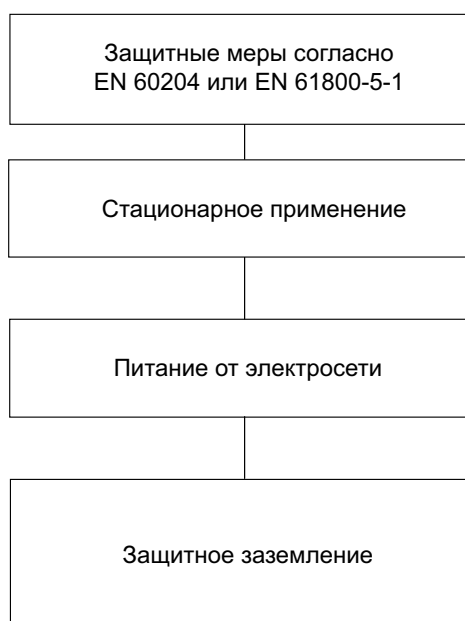 Защитные меры согласно
EN 60204 или EN 61800-5-1
Стационарное применение
Питание от электросети
Защитное заземление